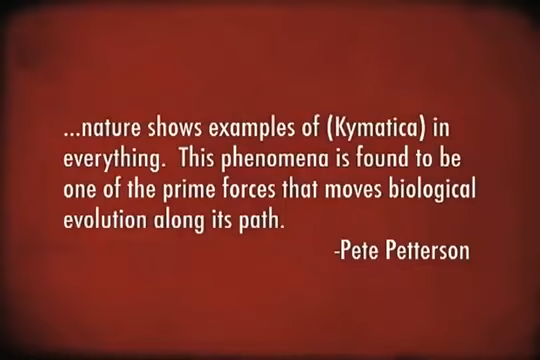 ...nature shows examples of (Kymatica) in
everything. This phenomena is found to be
one of the prime forces that moves biological
evolution along its path.
-Pete Petterson